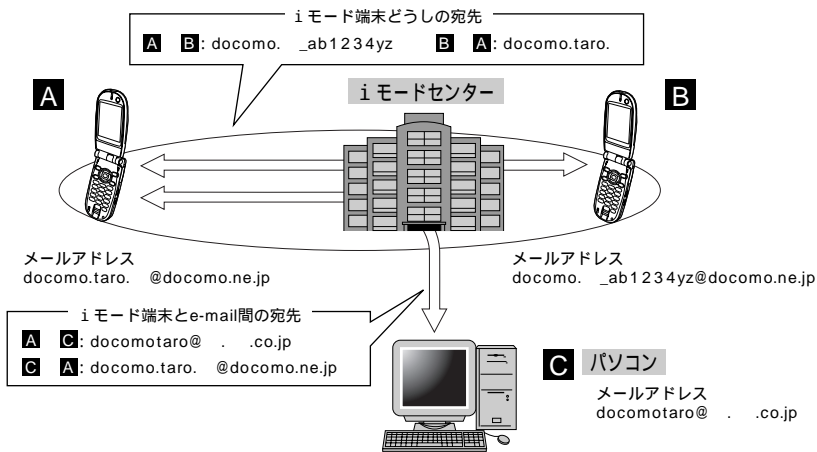 iモード端末どうしの宛先
A B: docomo. _ab1234yz B A: docomo.taro.
A
iモードセンター
B
メールアドレス
docomo.taro. @docomo.ne.jp
メールアドレス
docomo. _ab1234yz@docomo.ne.jp
iモード端末とe-mail間の宛先
A C: docomotaro@ . .co.jp
C A: docomo.taro. @docomo.ne.jp
C パソコン
メールアドレス
docomotaro@ . .co.jp